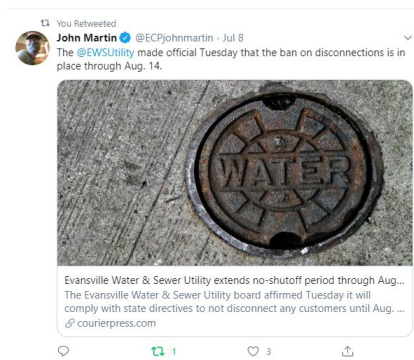 You Retweeted
John Martin @ECPjohnmartin · Jul 8
The @EWSUtility made official Tuesday that the ban on disconnections is in
place through Aug. 14.
WATER
Evansville Water & Sewer Utility extends no-shutoff period through Aug...
The Evansville Water & Sewer Utility board affirmed Tuesday it will
comply with state directives to not disconnect any customers until Aug. ...
courierpress.com
1
3